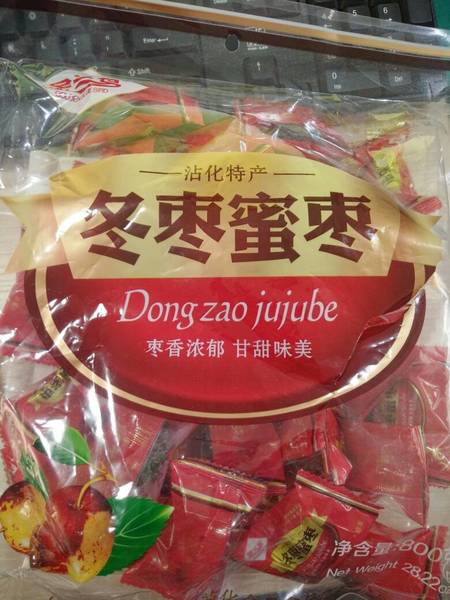 沾化特产
冬枣蜜枣
Dong zao jujube
枣香浓郁 甘甜味美
净含量:800
Net Weight 28.22